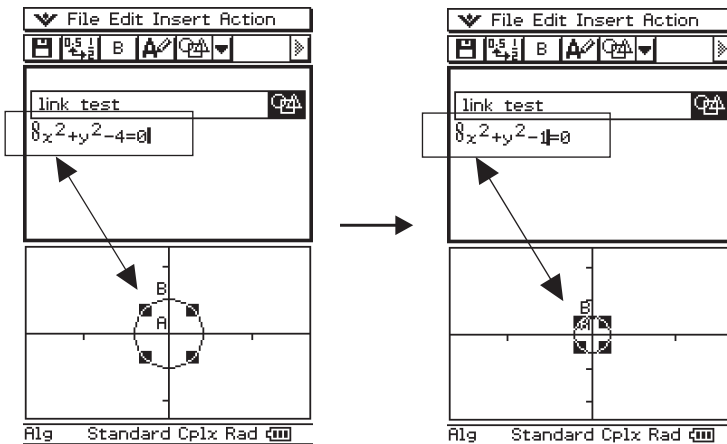 File Edit Insert Action
B
link test
x²+y²-4=0
B
A
Alg Standard Cplx Rad
File Edit Insert Action
B
link test
x²+y²-1=0
B
A
Alg Standard Cplx Rad